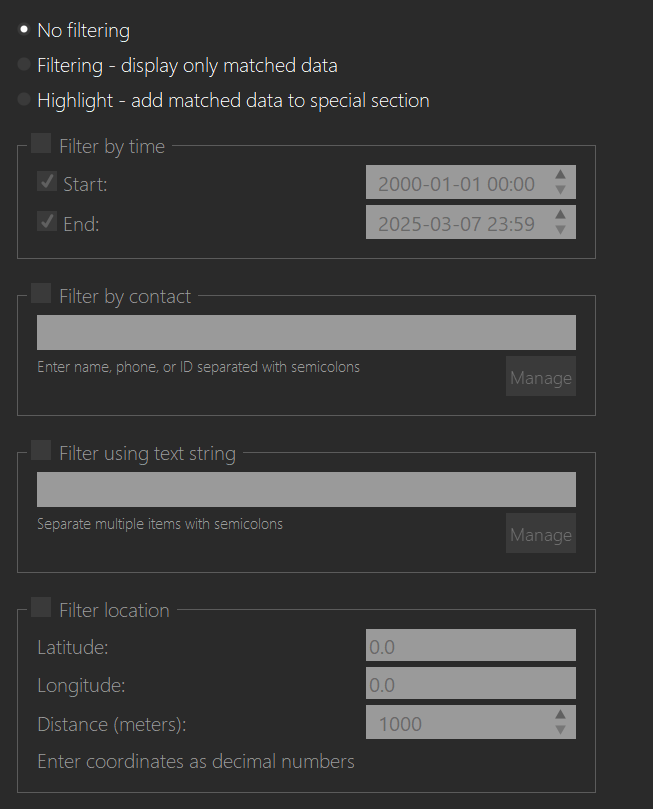 No filtering
Filtering - display only matched data
Highlight - add matched data to special section
Filter by time
Start: 2000-01-01 00:00
End: 2025-03-07 23:59
Filter by contact
Enter name, phone, or ID separated with semicolons
Manage
Filter using text string
Separate multiple items with semicolons
Manage
Filter location
Latitude: 0.0
Longitude: 0.0
Distance (meters): 1000
Enter coordinates as decimal numbers